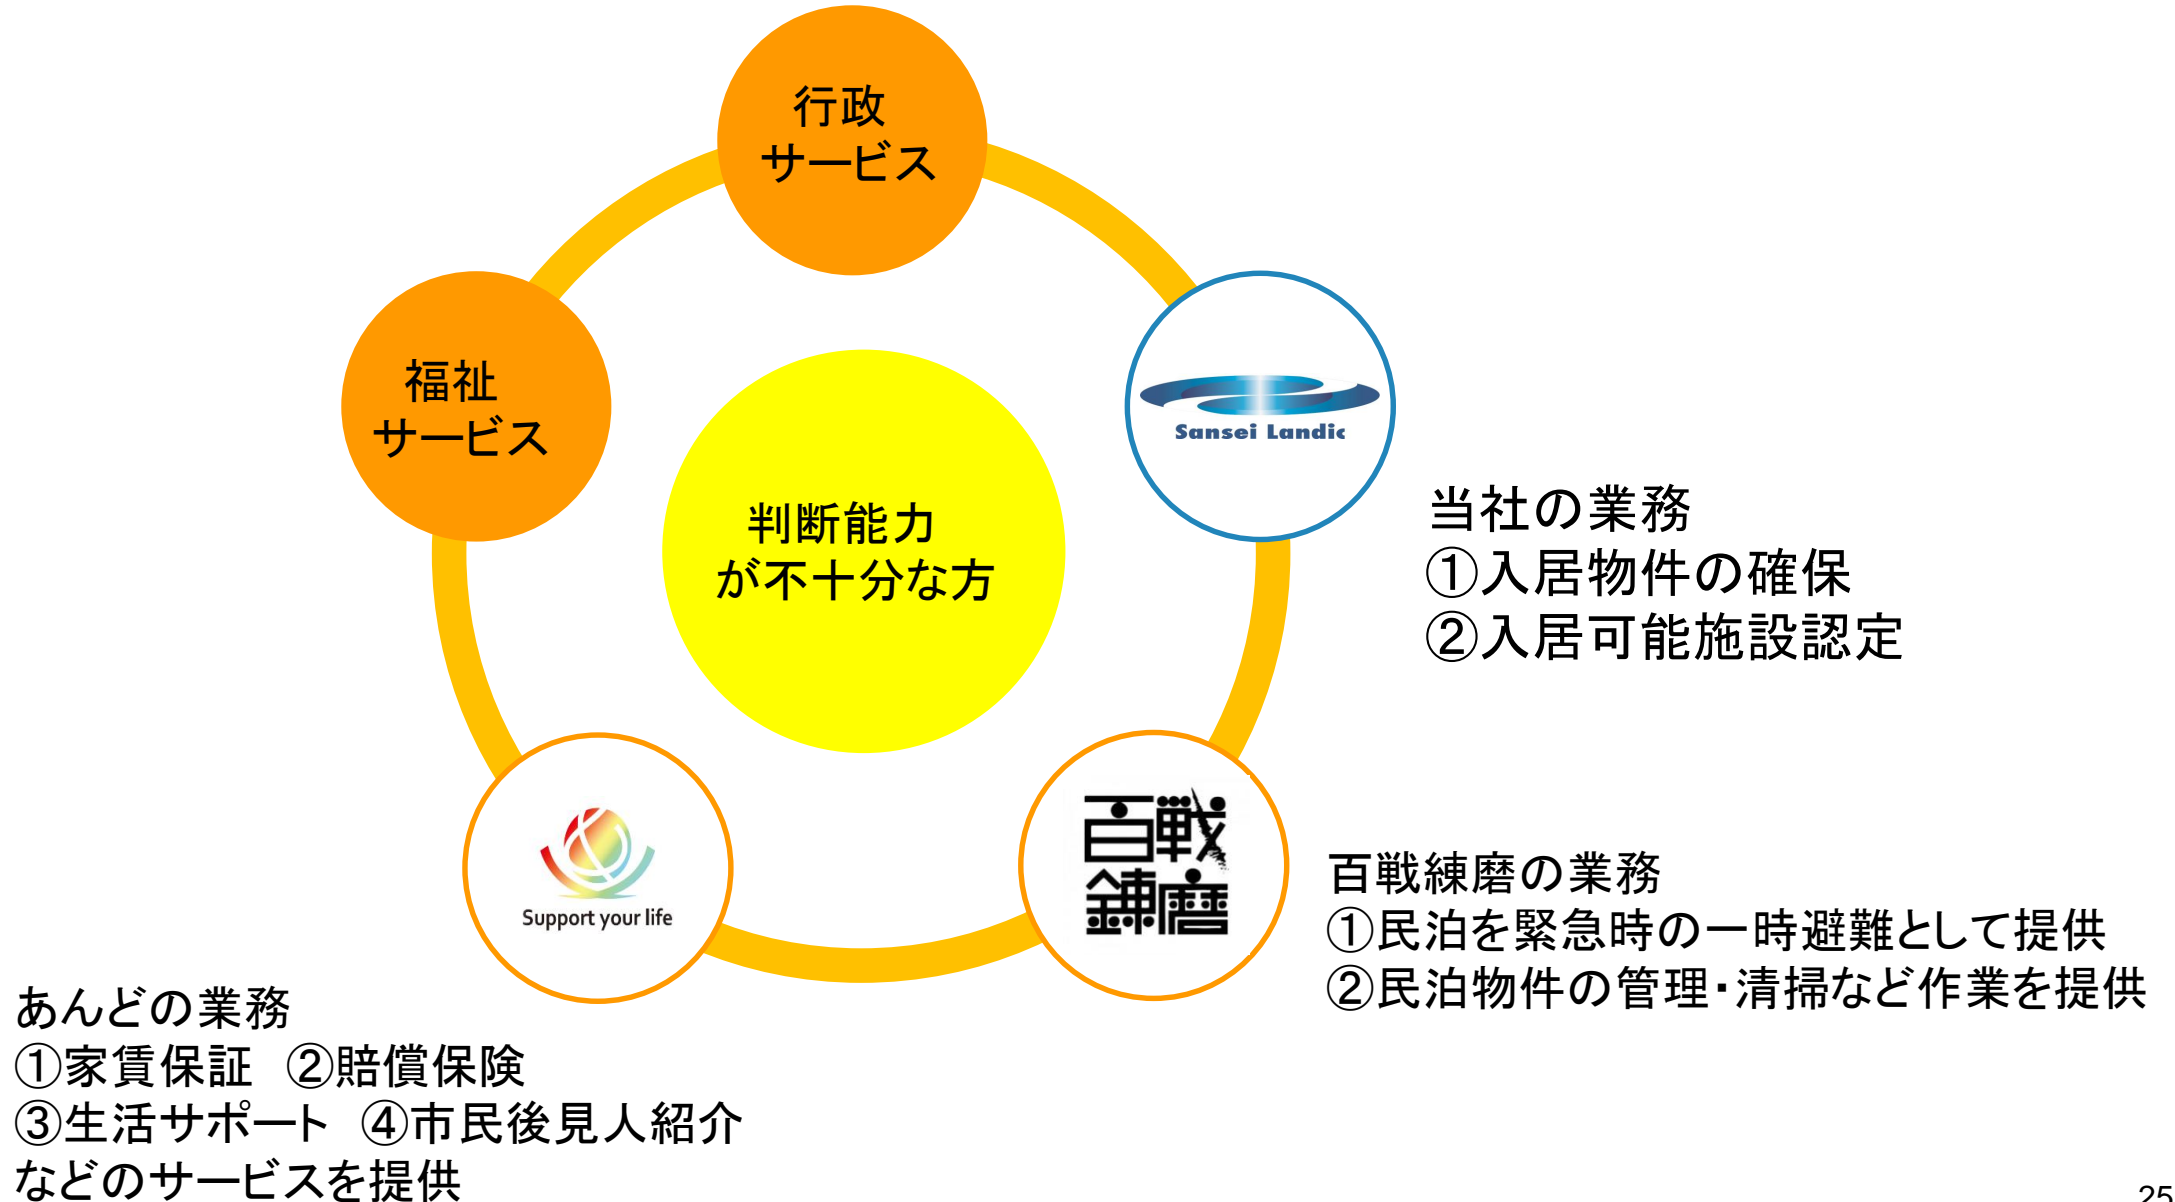 行政
サービス
福祉
サービス
Sansei Landic
判断能力
が不十分な方
当社の業務
①入居物件の確保
②入居可能施設認定
Support your life
百戦
錬磨
百戦練磨の業務
①民泊を緊急時の一時避難として提供
②民泊物件の管理・清掃など作業を提供
あんどの業務
①家賃保証　②賠償保険
③生活サポート　④市民後見人紹介
などのサービスを提供
25